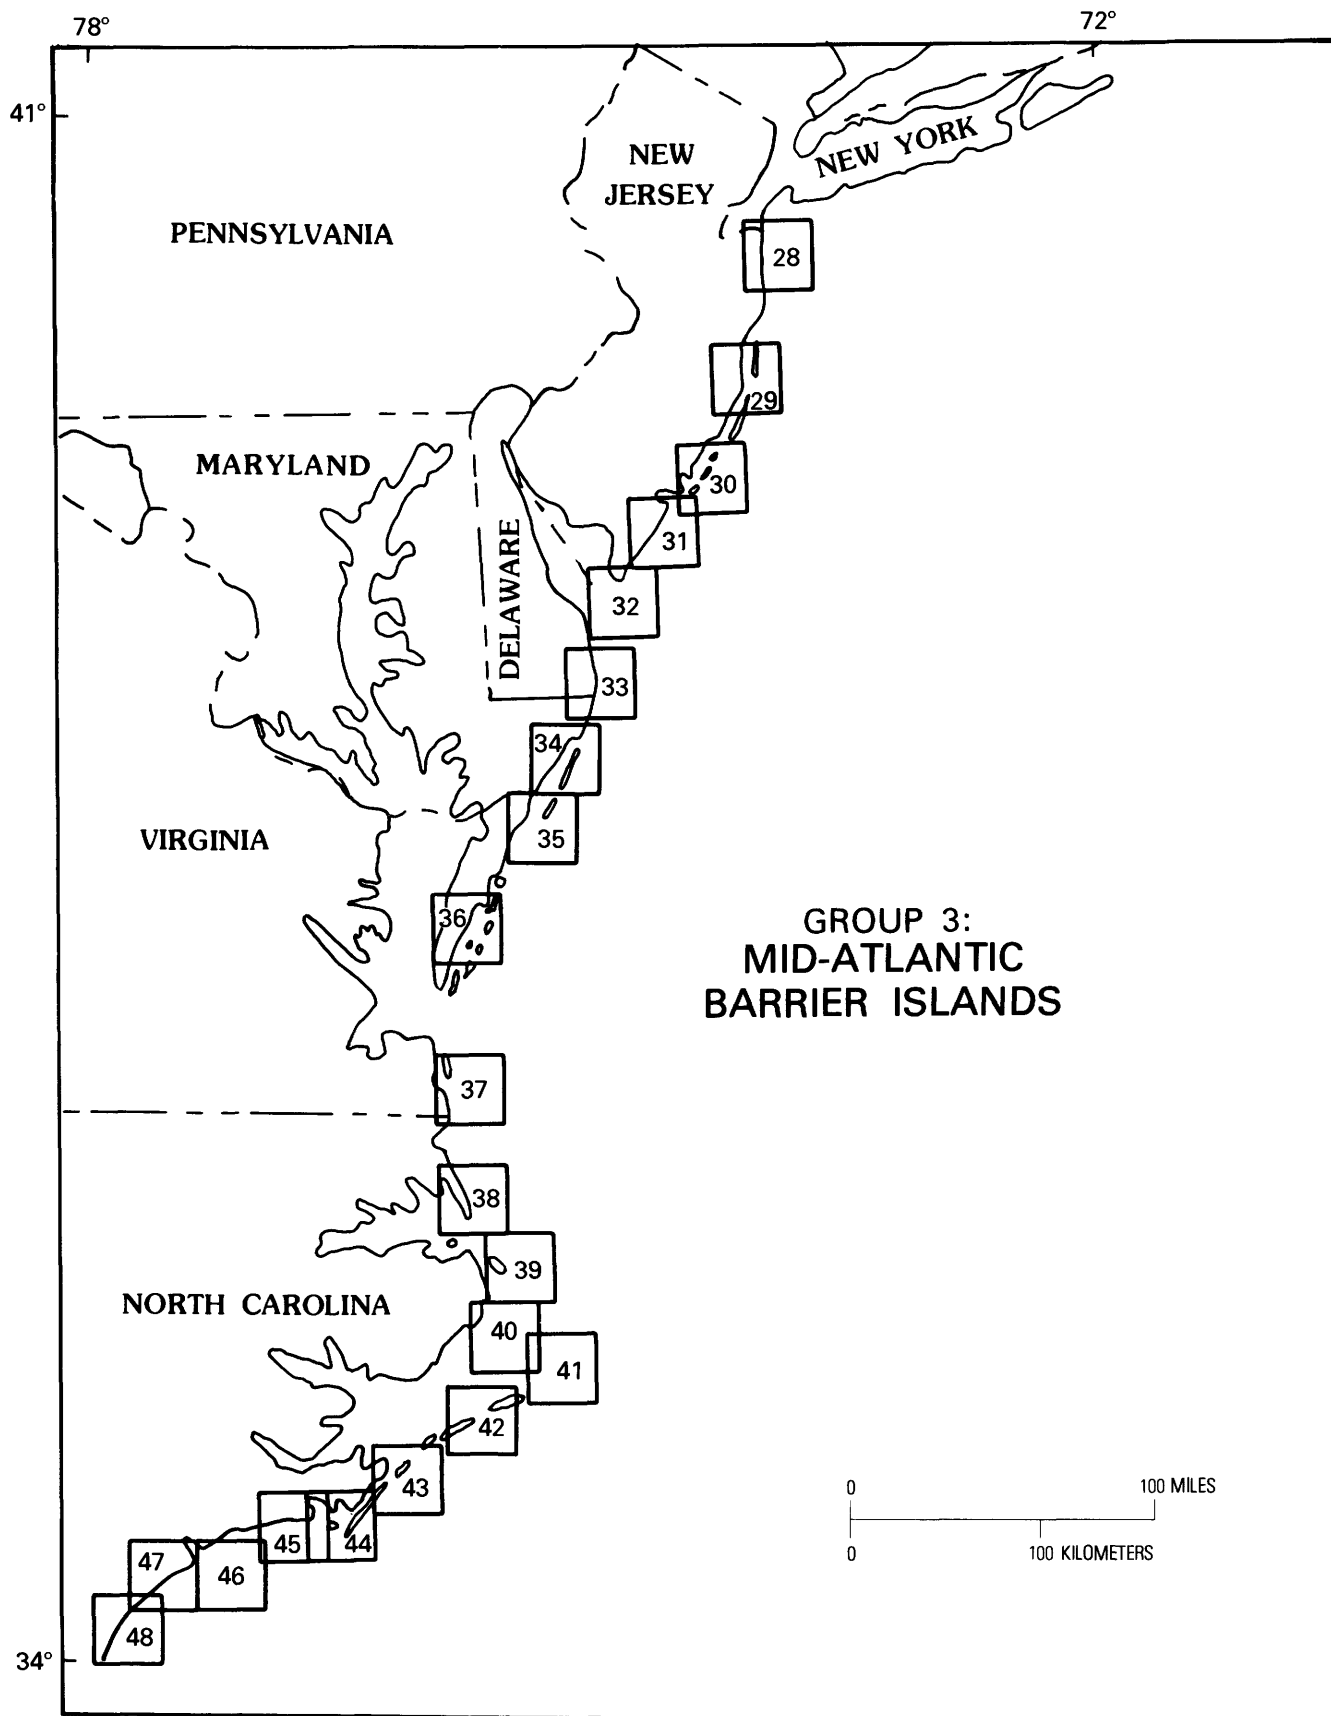 78°
72°
41°
NEW YORK
NEW
JERSEY
PENNSYLVANIA
28
29
MARYLAND
30
31
DELAWARE
32
33
34
35
VIRGINIA
36
GROUP 3:
MID-ATLANTIC
BARRIER ISLANDS
37
38
39
NORTH CAROLINA
40
41
42
43
0 100 MILES
45
44
0 100 KILOMETERS
47
46
48
34°